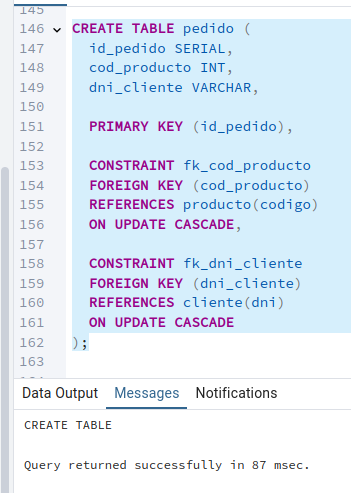 145
146 CREATE TABLE pedido (
147 id_pedido SERIAL,
148 cod_producto INT,
149 dni_cliente VARCHAR,
150
151 PRIMARY KEY (id_pedido),
152
153 CONSTRAINT fk_cod_producto
154 FOREIGN KEY (cod_producto)
155 REFERENCES producto(codigo)
156 ON UPDATE CASCADE,
157
158 CONSTRAINT fk_dni_cliente
159 FOREIGN KEY (dni_cliente)
160 REFERENCES cliente(dni)
161 ON UPDATE CASCADE
162 );
163
Data Output Messages Notifications
CREATE TABLE
Query returned successfully in 87 msec.